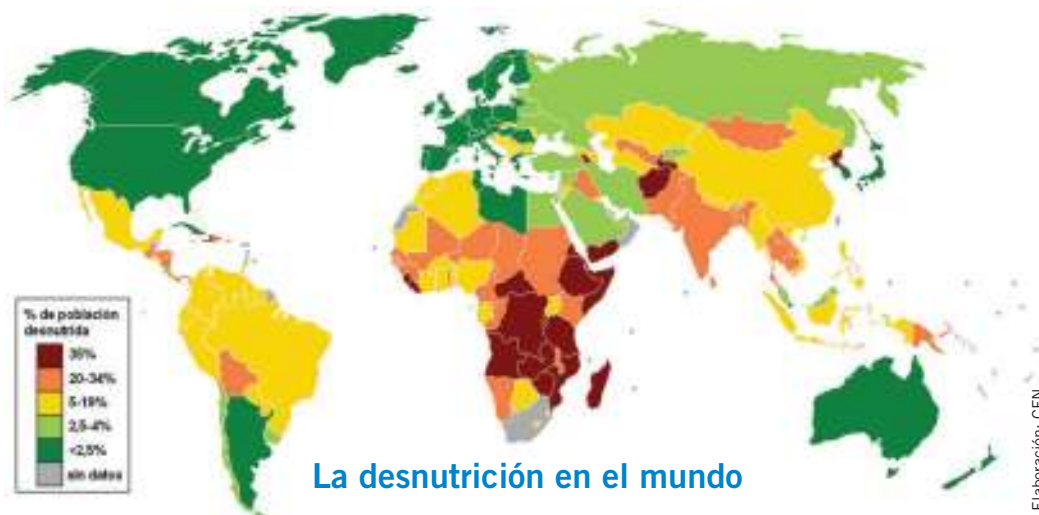 % de población
desnutrida
35%
20-34%
5-19%
2,5-4%
<2,5%
sin datos
La desnutrición en el mundo
Elaboración: CEN